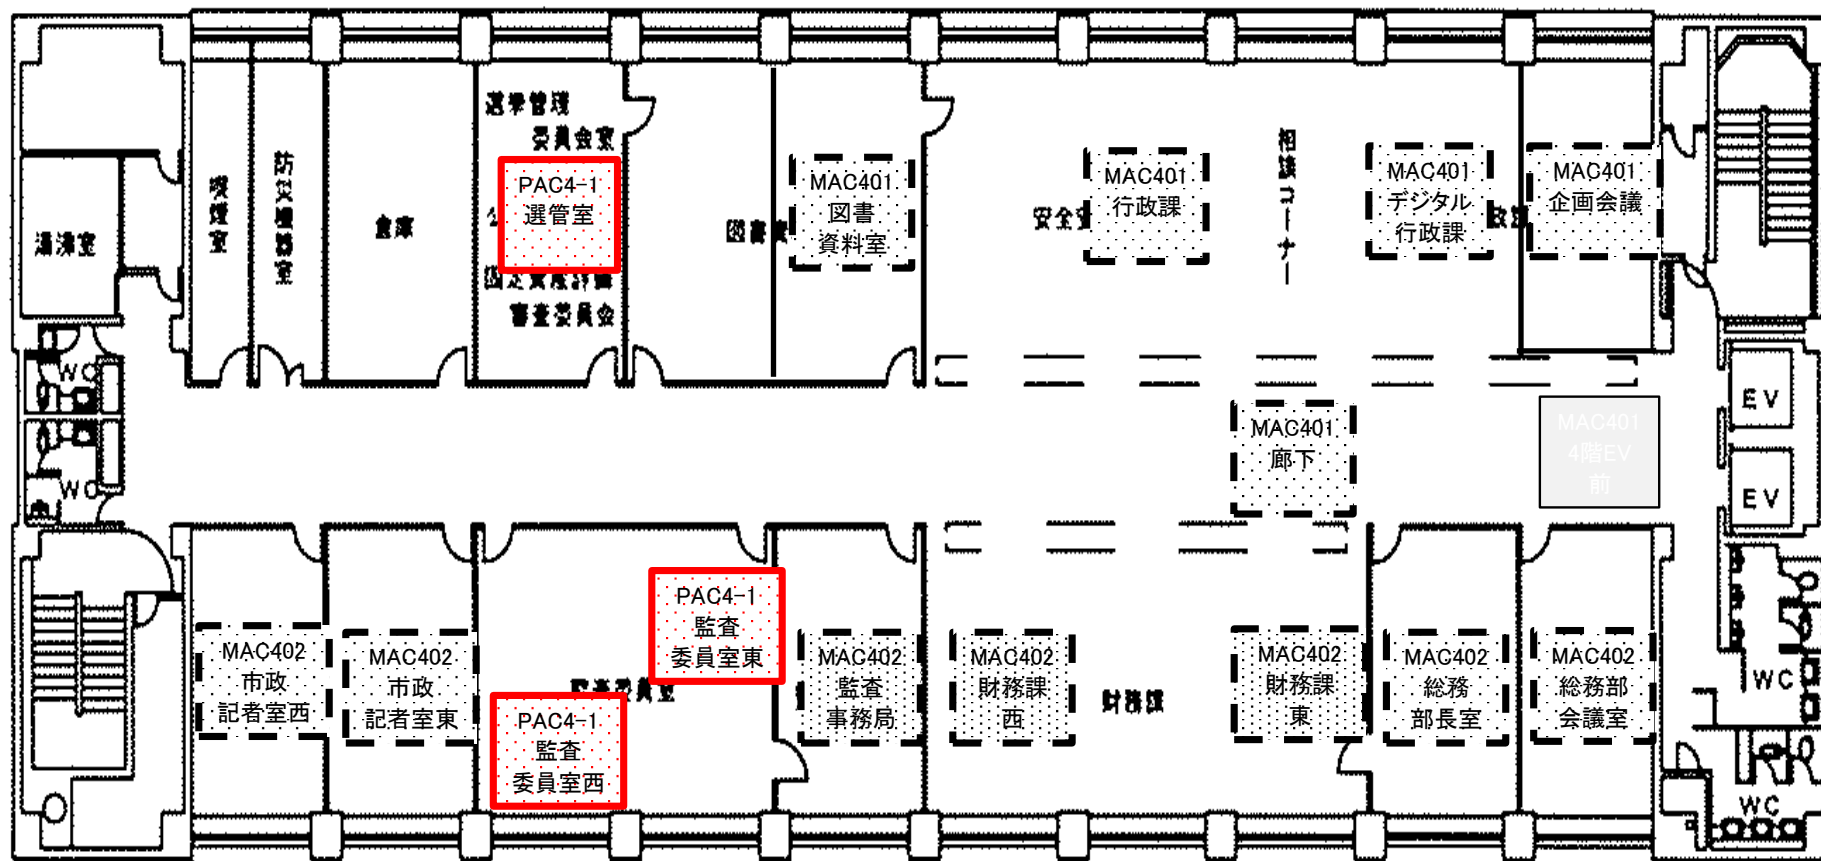 選挙管理
委員会室
PAC4-1
選管室
固定資産評価
審査委員会
湯沸室
喫煙室
防災機器室
倉庫
図書
MAC401
図書
資料室
安全
MAC401
行政課
相談コーナー
MAC401
デジタル
行政課
MAC401
企画会議
WC
WC
MAC401
廊下
MAC401
4階EV
前
EV
EV
MAC402
市政
記者室西
MAC402
市政
記者室東
PAC4-1
監査
委員室東
監査委員室
PAC4-1
監査
委員室西
MAC402
監査
事務局
MAC402
財務課
西
財務課
MAC402
財務課
東
MAC402
総務
部長室
MAC402
総務部
会議室
WC
WC